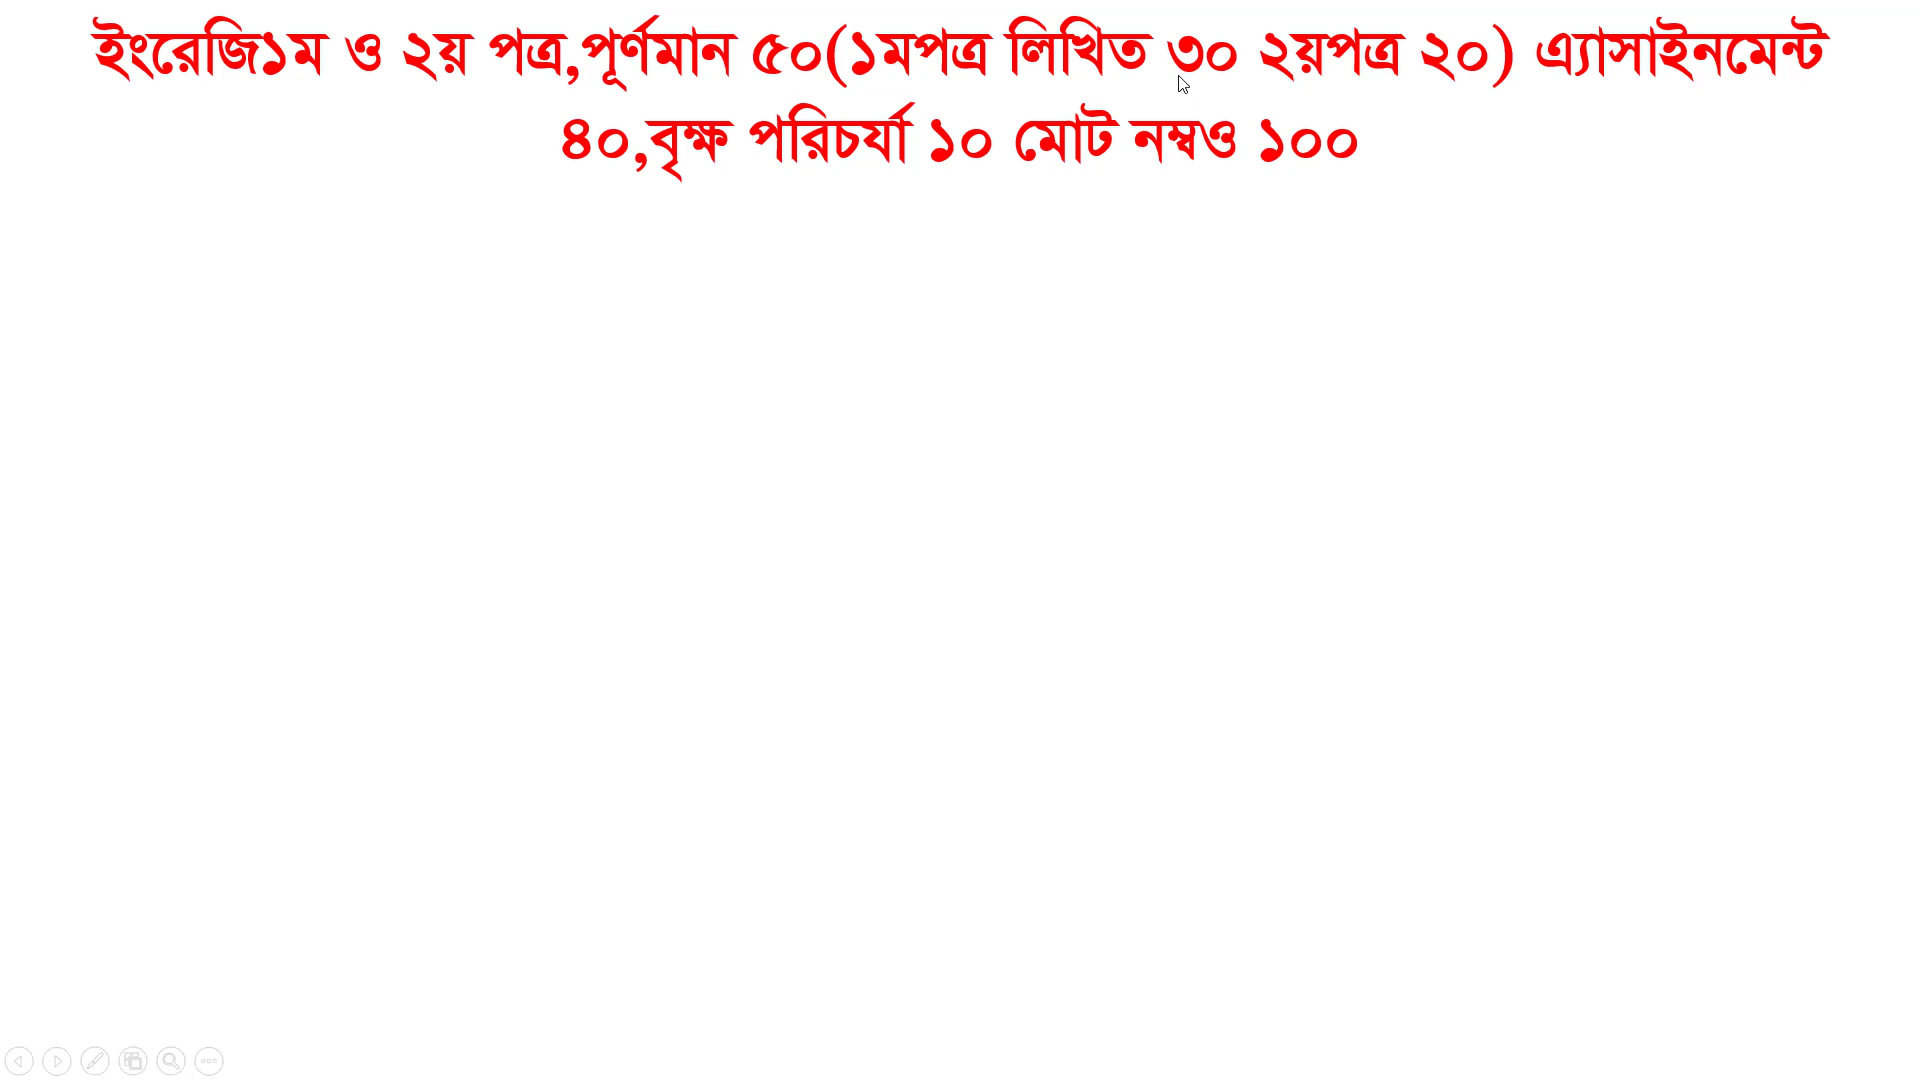 ইংরেজি১ম ও ২য় পত্র,পূর্ণমান ৫০(১মপত্র লিখিত ৩০ ২য়পত্র ২০) এ্যাসাইনমেন্ট
৪০,বৃক্ষ পরিচর্যা ১০ মোট নম্বও ১০০